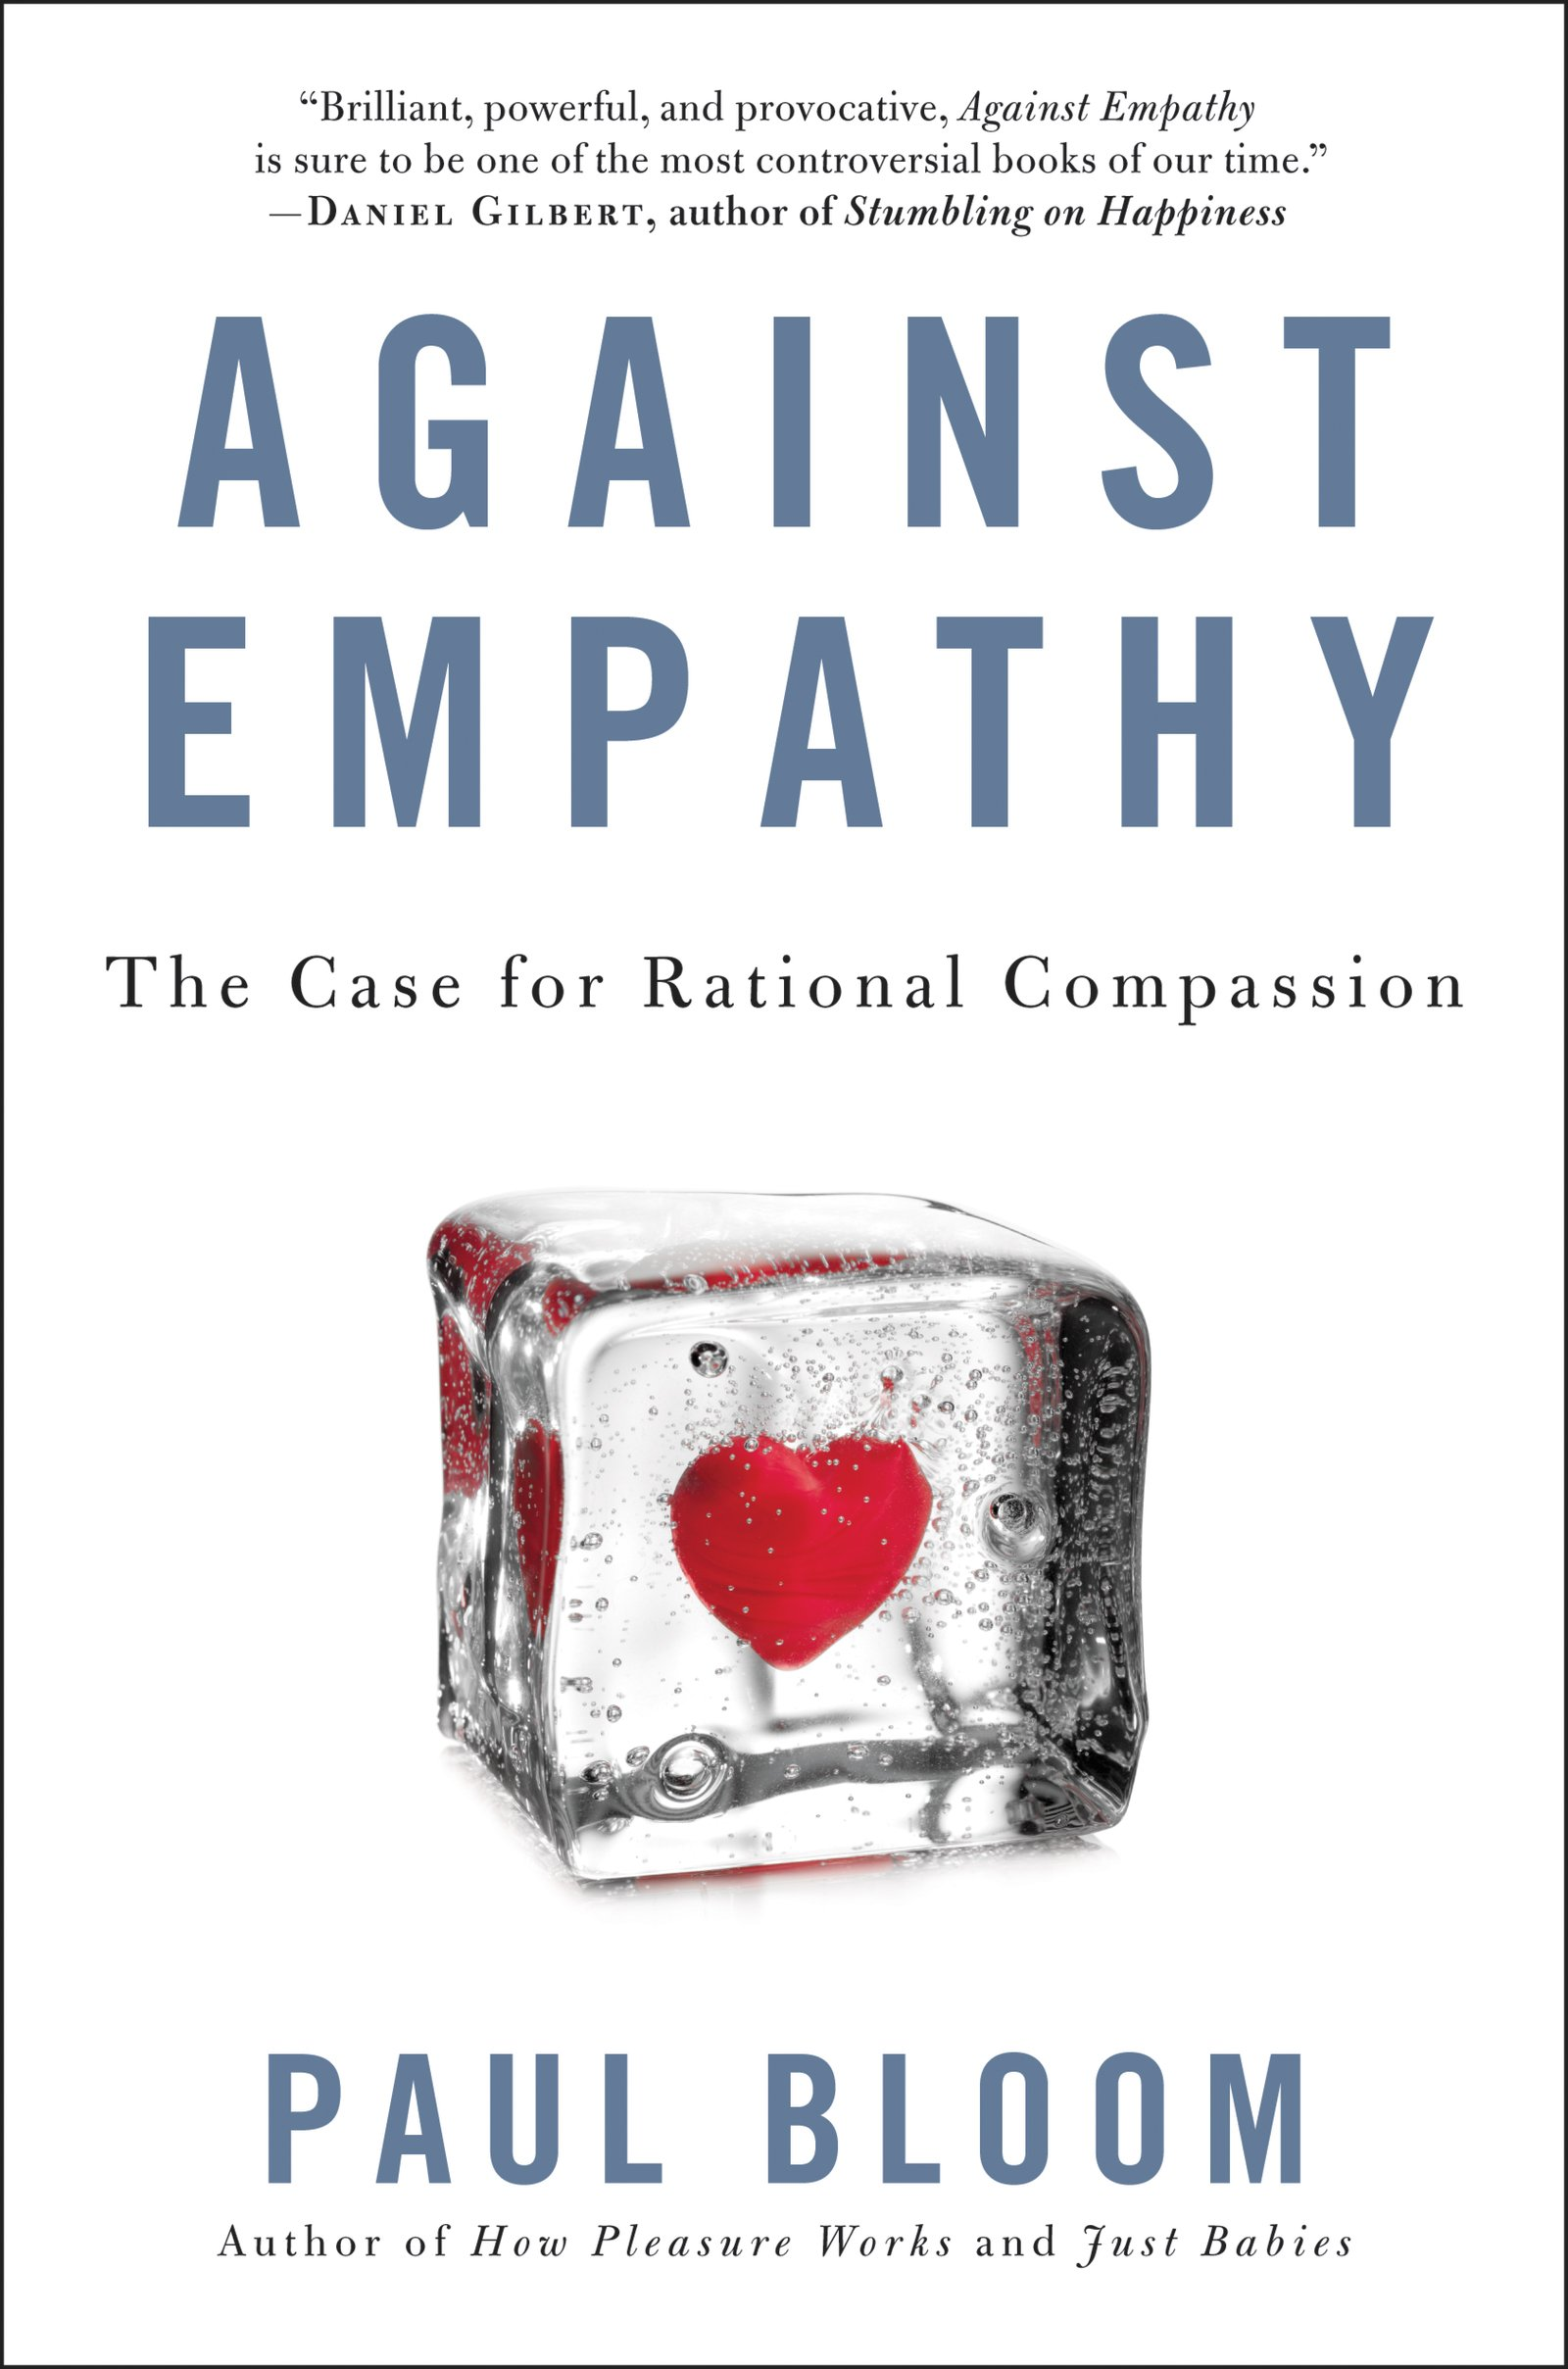 “Brilliant, powerful, and provocative, Against Empathy
is sure to be one of the most controversial books of our time.”
—DANIEL GILBERT, author of Stumbling on Happiness
AGAINST
EMPATHY
The Case for Rational Compassion
PAUL BLOOM
Author of How Pleasure Works and Just Babies